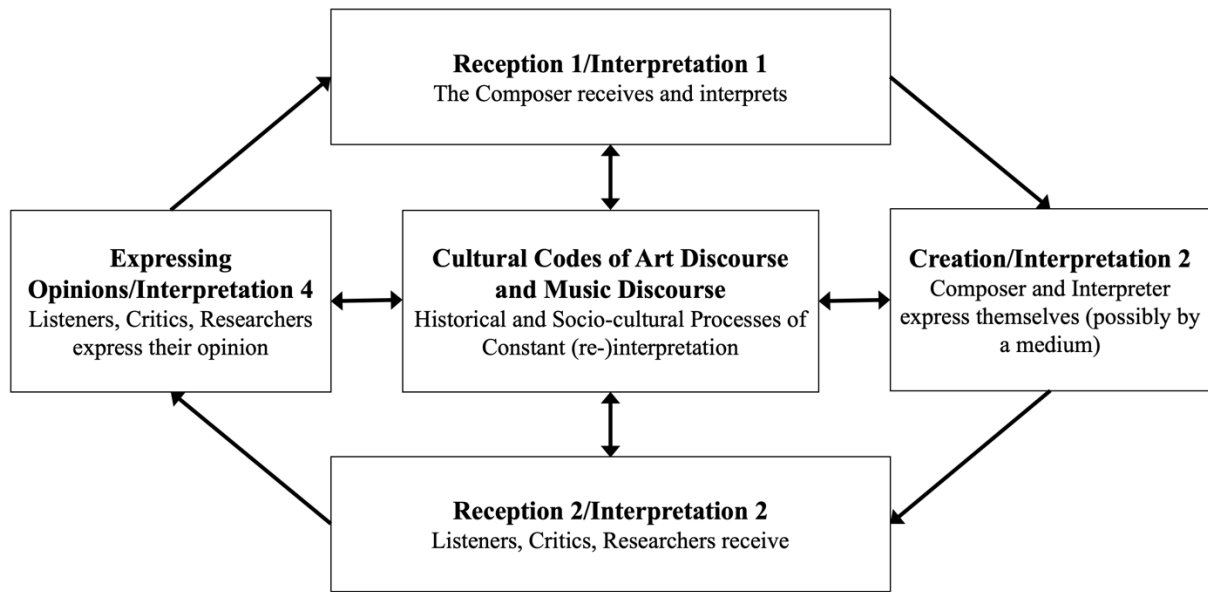 Reception 1/Interpretation 1
The Composer receives and interprets
Expressing
Opinions/Interpretation 4
Listeners, Critics, Researchers
express their opinion
Cultural Codes of Art Discourse
and Music Discourse
Historical and Socio-cultural Processes of
Constant (re-)interpretation
Creation/Interpretation 2
Composer and Interpreter
express themselves (possibly by
a medium)
Reception 2/Interpretation 2
Listeners, Critics, Researchers receive